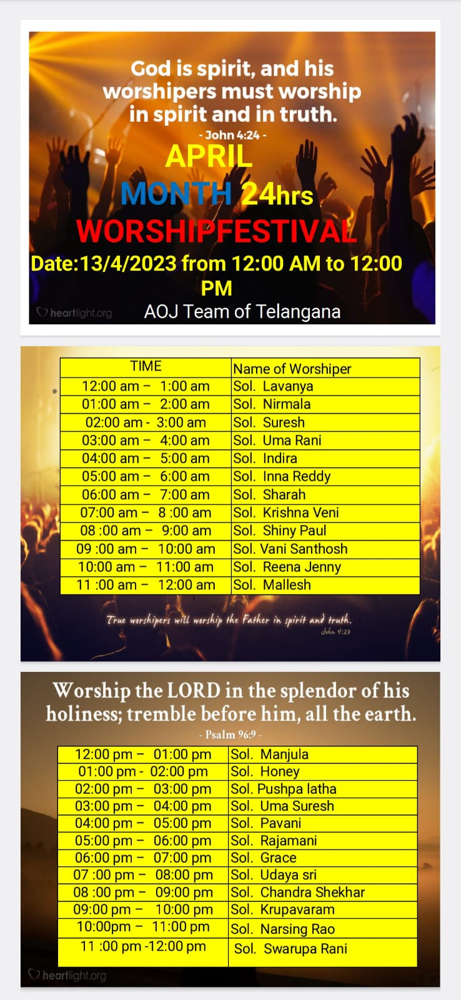 God is spirit, and his
worshipers must worship
in spirit and in truth.
- John 4:24 -
APRIL
MONTH 24hrs
WORSHIPFESTIVAL
Date:13/4/2023 from 12:00 AM to 12:00
PM
heartlight.org AOJ Team of Telangana
TIME Name of Worshiper
12:00 am – 1:00 am Sol. Lavanya
01:00 am – 2:00 am Sol. Nirmala
02:00 am - 3:00 am Sol. Suresh
03:00 am – 4:00 am Sol. Uma Rani
04:00 am – 5:00 am Sol. Indira
05:00 am – 6:00 am Sol. Inna Reddy
06:00 am – 7:00 am Sol. Sharah
07:00 am – 8 :00 am Sol. Krishna Veni
08 :00 am – 9:00 am Sol. Shiny Paul
09 :00 am – 10:00 am Sol. Vani Santhosh
10:00 am – 11:00 am Sol. Reena Jenny
11 :00 am – 12:00 am Sol. Mallesh
True worshipers will worship the Father in spirit and truth.
John 4:23
Worship the LORD in the splendor of his
holiness; tremble before him, all the earth.
- Psalm 96:9 -
12:00 pm – 01:00 pm Sol. Manjula
01:00 pm - 02:00 pm Sol. Honey
02:00 pm – 03:00 pm Sol. Pushpa latha
03:00 pm – 04:00 pm Sol. Uma Suresh
04:00 pm – 05:00 pm Sol. Pavani
05:00 pm – 06:00 pm Sol. Rajamani
06:00 pm – 07:00 pm Sol. Grace
07 :00 pm – 08:00 pm Sol. Udaya sri
08 :00 pm – 09:00 pm Sol. Chandra Shekhar
09:00 pm – 10:00 pm Sol. Krupavaram
10:00pm – 11:00 pm Sol. Narsing Rao
11 :00 pm -12:00 pm Sol. Swarupa Rani
heartlight.org